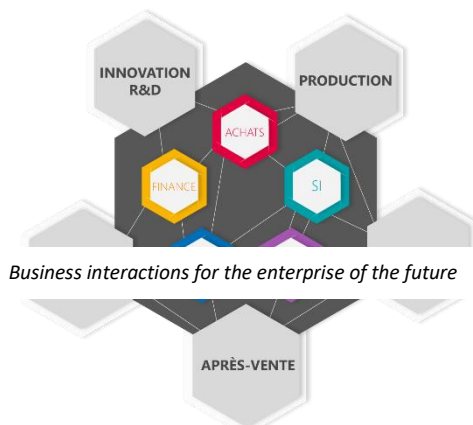 INNOVATION
R&D
PRODUCTION
ACHATS
FINANCE
SI
Business interactions for the enterprise of the future
APRÈS-VENTE